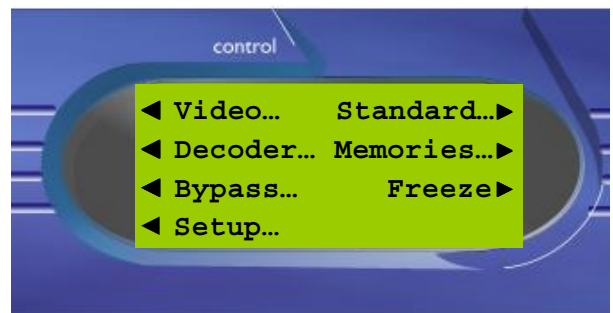 control
◀ Video… Standard…▶
◀ Decoder… Memories…▶
◀ Bypass… Freeze▶
◀ Setup…